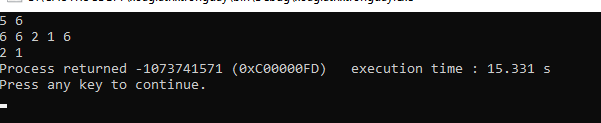 5 6
6 6 2 1 6
2 1
Process returned -1073741571 (0xC00000FD)   execution time : 15.331 s
Press any key to continue.